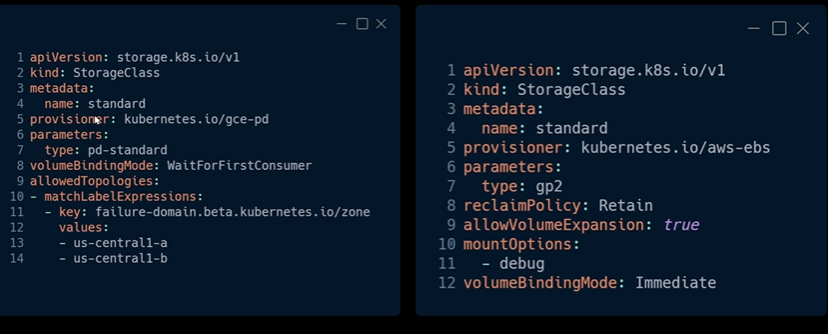 1 apiVersion: storage.k8s.io/v1
2 kind: StorageClass
3 metadata:
4   name: standard
5 provisioner: kubernetes.io/gce-pd
6 parameters:
7   type: pd-standard
8 volumeBindingMode: WaitForFirstConsumer
9 allowedTopologies:
10 - matchLabelExpressions:
11   - key: failure-domain.beta.kubernetes.io/zone
12     values:
13     - us-central1-a
14     - us-central1-b
1 apiVersion: storage.k8s.io/v1
2 kind: StorageClass
3 metadata:
4   name: standard
5 provisioner: kubernetes.io/aws-ebs
6 parameters:
7   type: gp2
8 reclaimPolicy: Retain
9 allowVolumeExpansion: true
10 mountOptions:
11   - debug
12 volumeBindingMode: Immediate